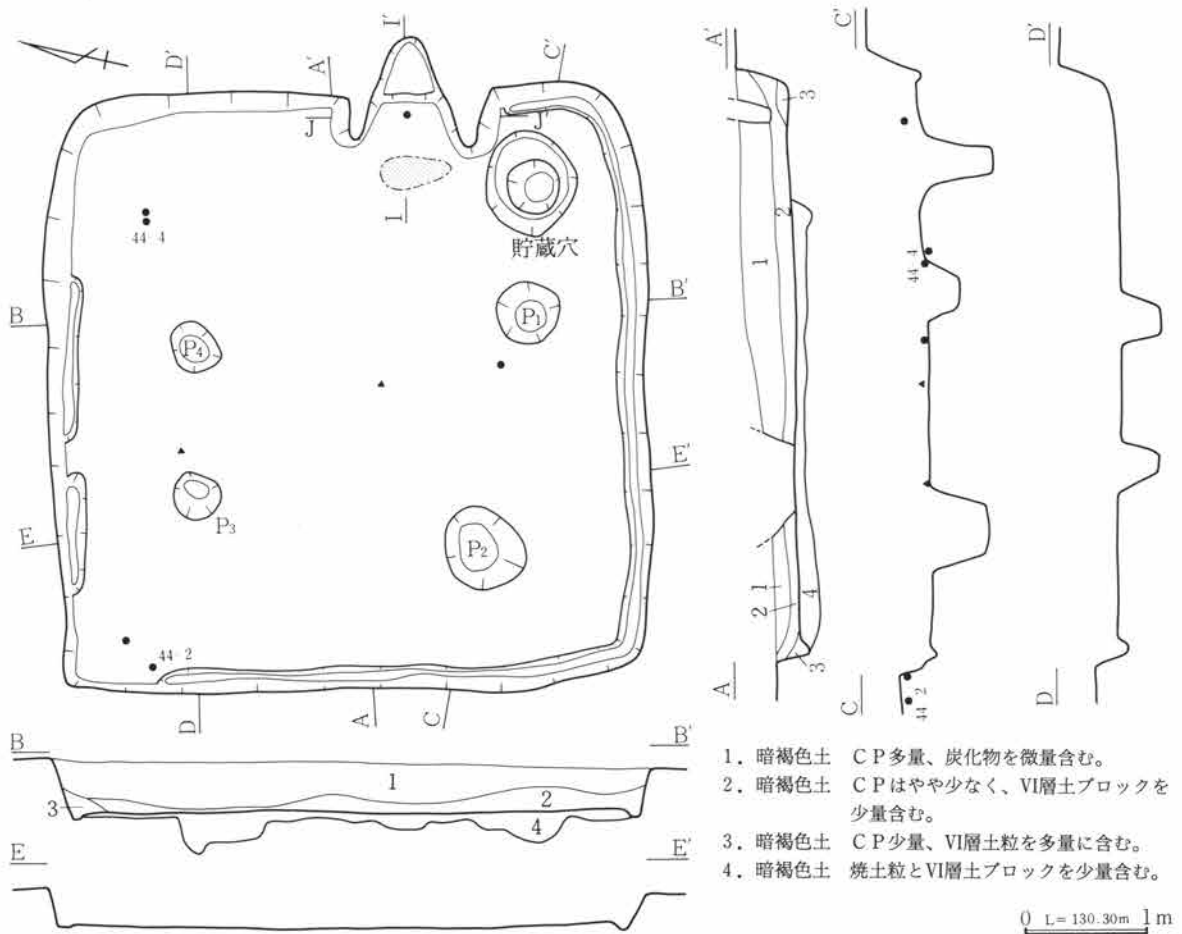 I'
D'
A'
C'
J
J'
I
44-4
貯蔵穴
B
B'
P1
P4
E'
E
P3
P2
44-2
D
A
C
B
B'
1
2
3
4
E
E'
A'
3
2
1
1
2
4
3
A
C'
44-4
C
44-2
D'
D
1．暗褐色土　CP多量、炭化物を微量含む。
2．暗褐色土　CPはやや少なく、VI層土ブロックを
少量含む。
3．暗褐色土　CP少量、VI層土粒を多量に含む。
4．暗褐色土　焼土粒とVI層土ブロックを少量含む。
0　L=130.30m　1m